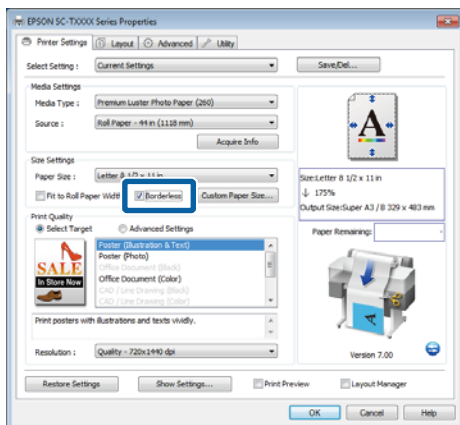 EPSON SC-TXXXX Series Properties
Printer Settings Layout Advanced Utility
Select Setting : Current Settings Save/Del...
Media Settings
Media Type : Premium Luster Photo Paper (260)
Source : Roll Paper - 44 in (1118 mm)
Acquire Info
Size Settings
Paper Size : Letter 8 1/2 x 11 in
Fit to Roll Paper Width Borderless Custom Paper Size...
Print Quality
Select Target Advanced Settings
SALE
In Store Now
Poster (Illustration & Text)
Poster (Photo)
Office Document (Black)
Office Document (Color)
CAD / Line Drawing (Black)
CAD / Line Drawing (Color)
Print posters with illustrations and texts vividly.
Resolution : Quality - 720x1440 dpi
A
Size:Letter 8 1/2 x 11 in
↓ 175%
Output Size:Super A3 / B 329 x 483 mm
Paper Remaining: -
A
Version 7.00
Restore Settings Show Settings... Print Preview Layout Manager
OK Cancel Help